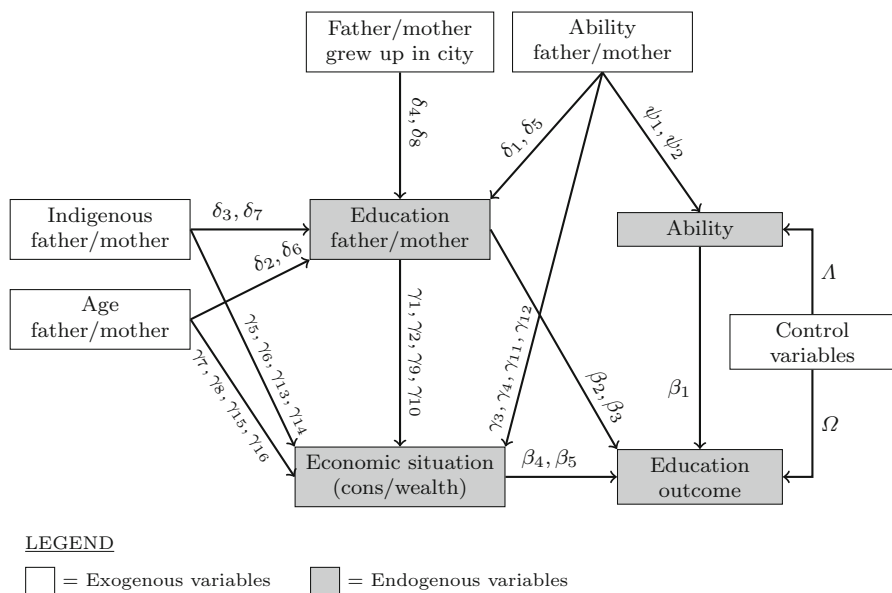 Father/mother
grew up in city
Ability
father/mother
δ4, δ8
δ1, δ5
ψ1, ψ2
Indigenous
father/mother
δ3, δ7
Education
father/mother
Ability
δ2, δ6
Age
father/mother
Λ
γ5, γ6, γ13, γ14
γ7, γ8, γ15, γ16
γ1, γ2, γ9, γ10
γ3, γ4, γ11, γ12
β2, β3
β1
Control
variables
Ω
Economic situation
(cons/wealth)
β4, β5
Education
outcome
LEGEND
= Exogenous variables
= Endogenous variables